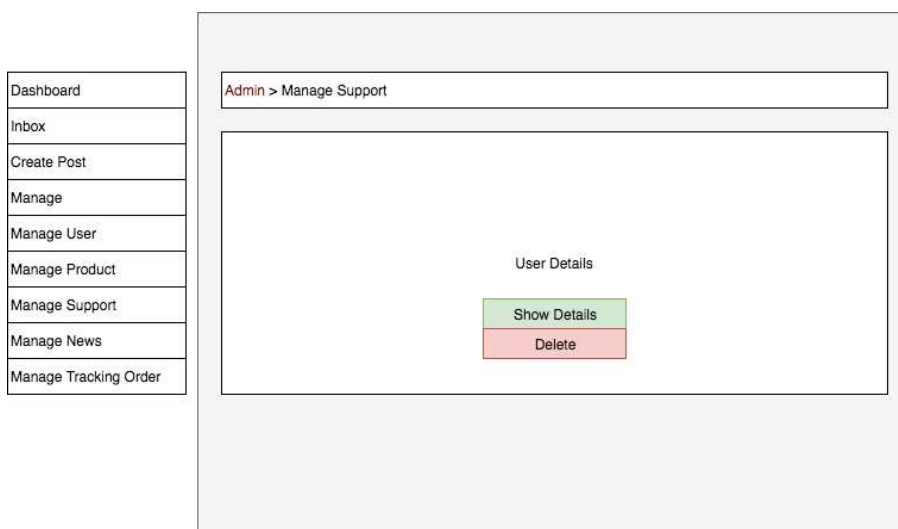 Dashboard
Inbox
Create Post
Manage
Manage User
Manage Product
Manage Support
Manage News
Manage Tracking Order
Admin > Manage Support
User Details
Show Details
Delete